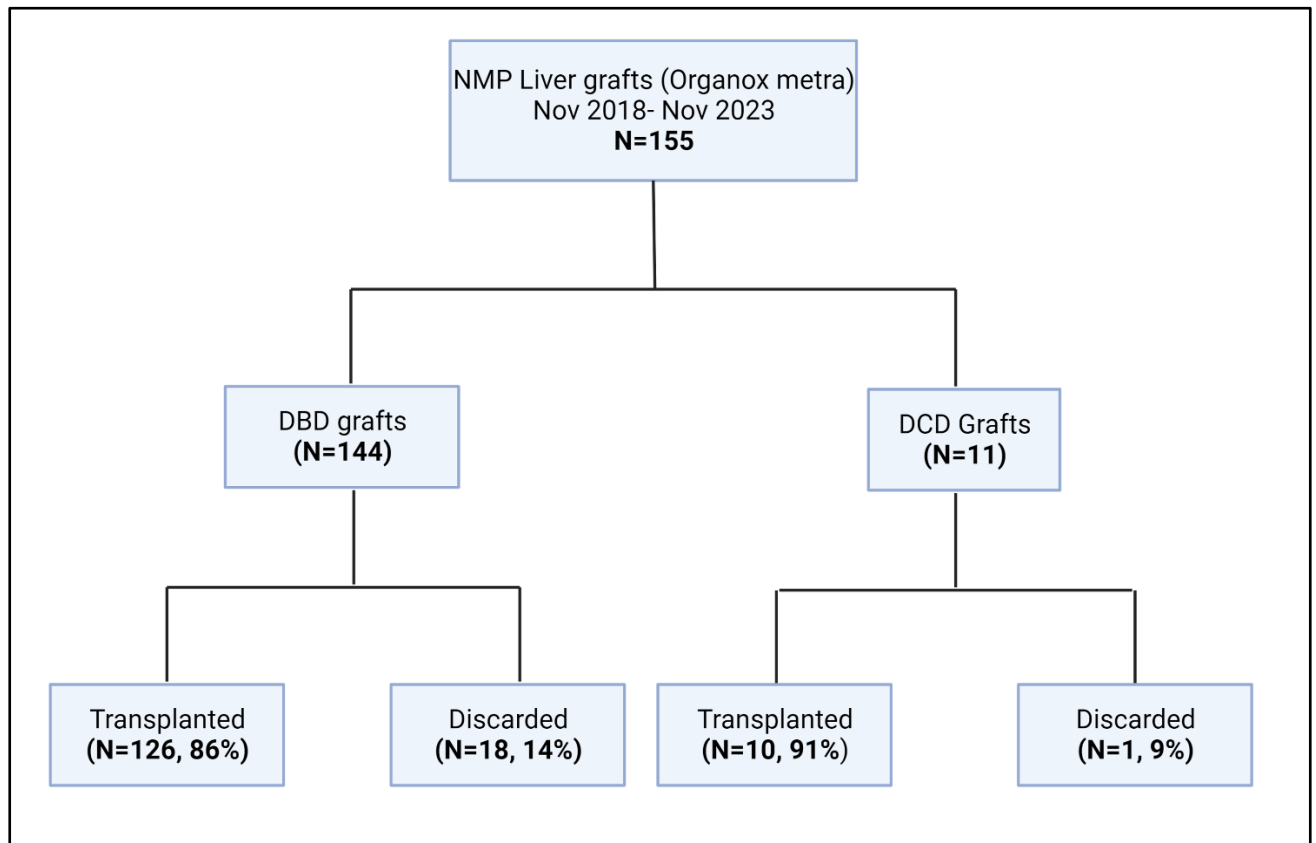 NMP Liver grafts (Organox metra)
Nov 2018- Nov 2023
N=155
DBD grafts
(N=144)
DCD Grafts
(N=11)
Transplanted
(N=126, 86%)
Discarded
(N=18, 14%)
Transplanted
(N=10, 91%)
Discarded
(N=1, 9%)